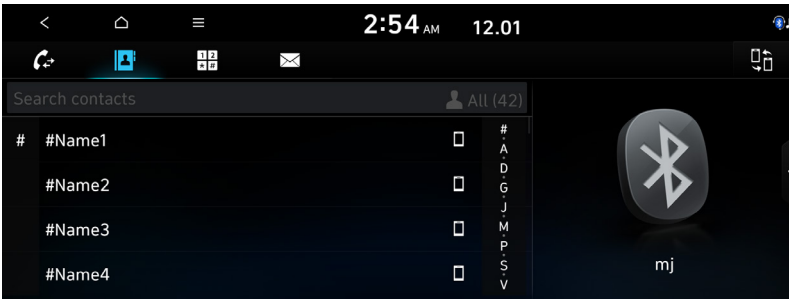 2:54 AM 12.01
1 2
* #
Search contacts All (42)
# #Name1
#Name2
#Name3
#Name4
#
A
D
G
J
M
P
S
V
mj